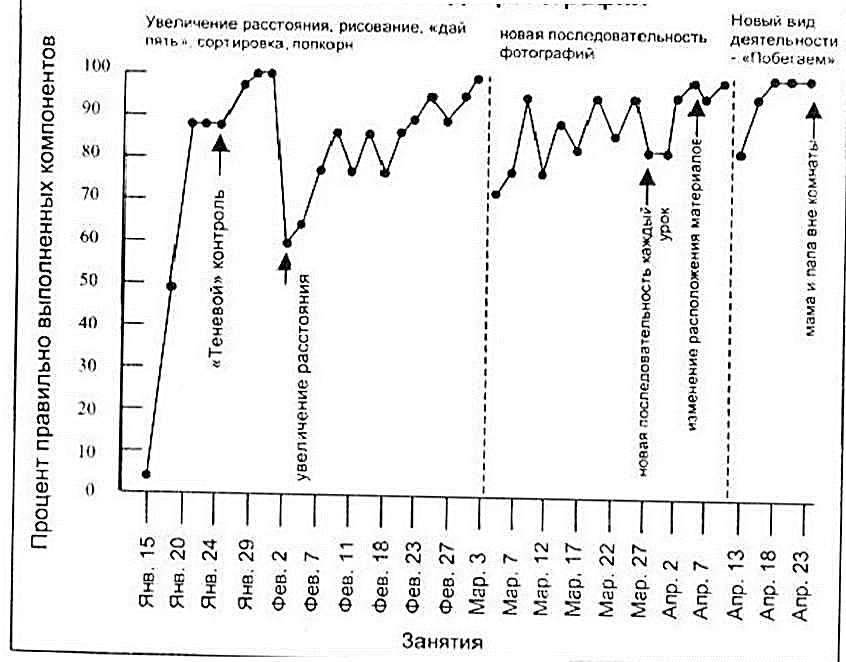 Увеличение расстояния, рисование, «дай
пять», сортировка, попкорн
новая последовательность
фотографий
Новый вид
деятельности
- «Побегаем»
Процент правильно выполненных компонентов
100
90
80
70
60
50
40
30
20
10
0
«Теневой» контроль
увеличение расстояния
новая последовательность каждый
урок
изменение расположения материалов
мама и папа вне комнаты
Янв. 15
Янв. 20
Янв. 24
Янв. 29
Фев. 2
Фев. 7
Фев. 11
Фев. 18
Фев. 23
Фев. 27
Мар. 3
Мар. 7
Мар. 12
Мар. 17
Мар. 22
Мар. 27
Апр. 2
Апр. 7
Апр. 13
Апр. 18
Апр. 23
Занятия